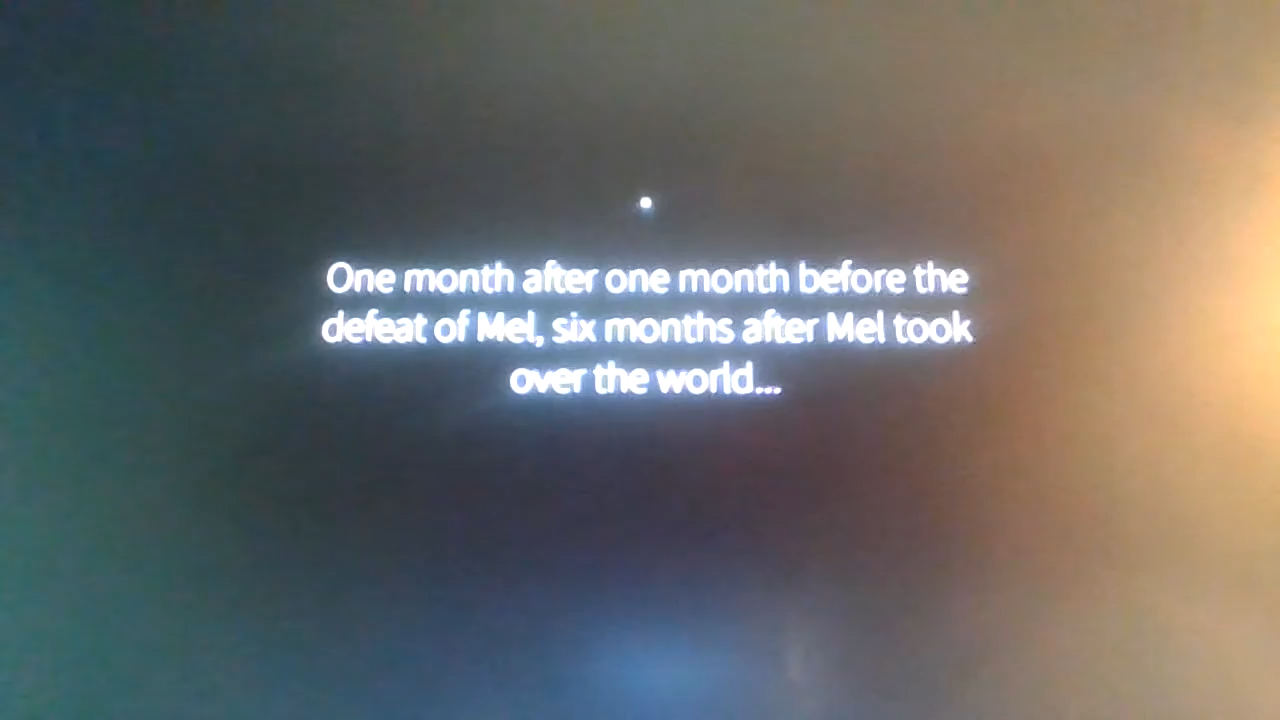 One month after one month before the
defeat of Mel, six months after Mel took
over the world...